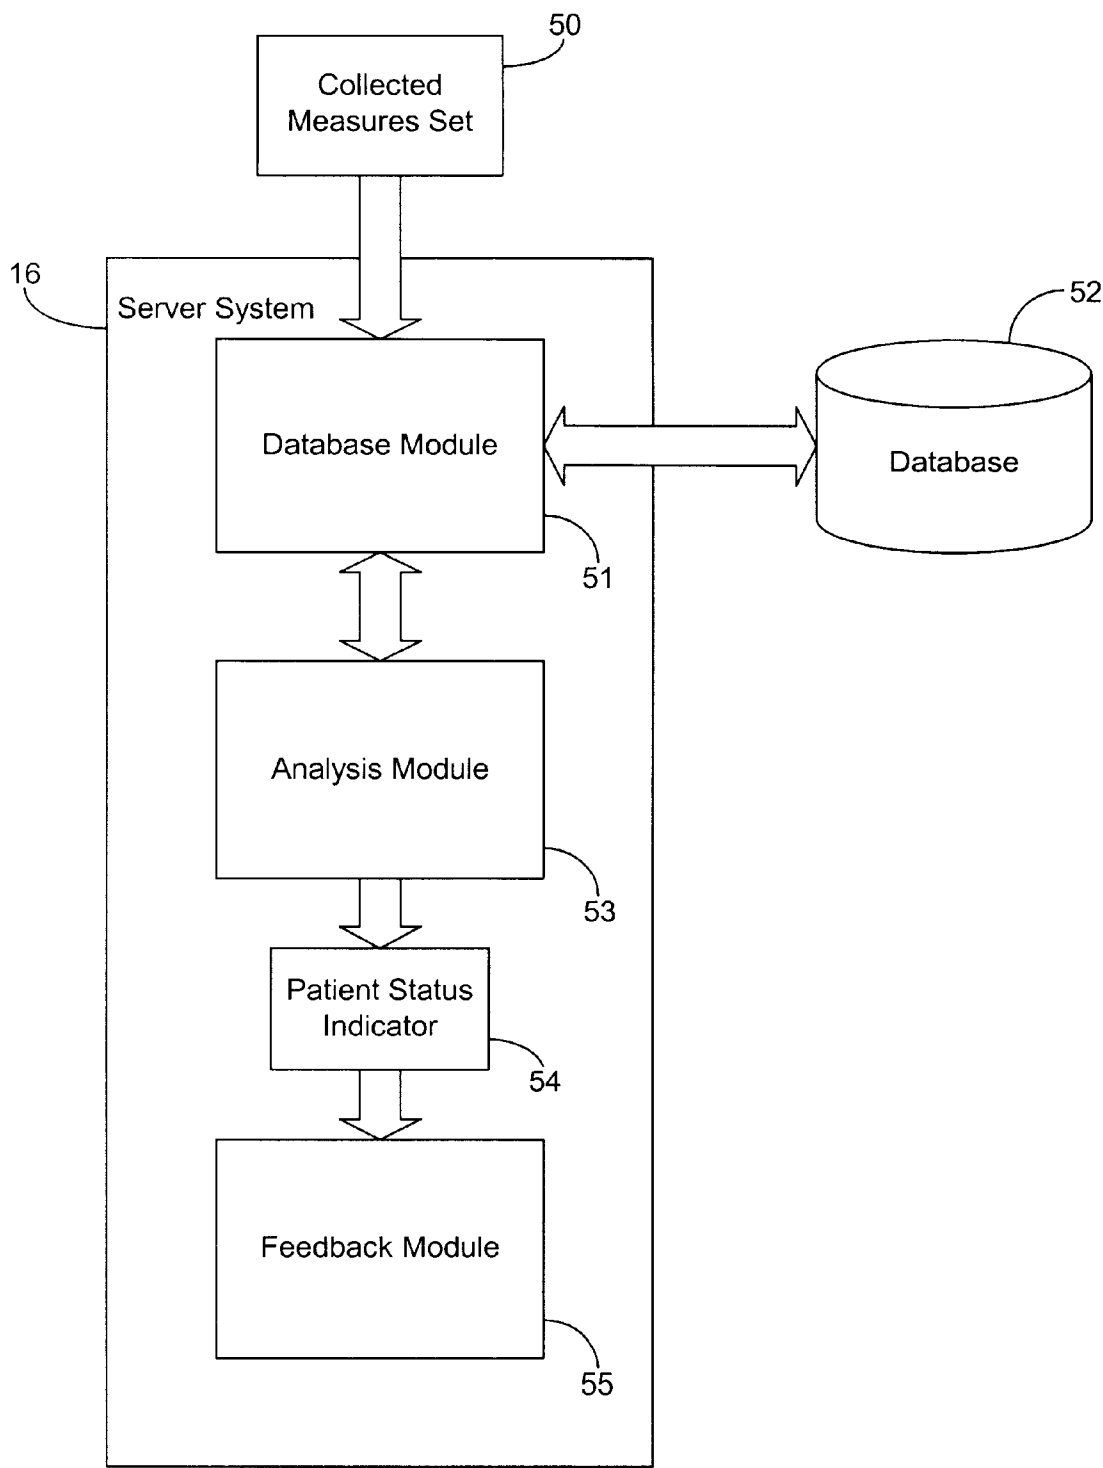 50
Collected
Measures Set
16
Server System
52
Database Module
Database
51
Analysis Module
53
Patient Status
Indicator
54
Feedback Module
55